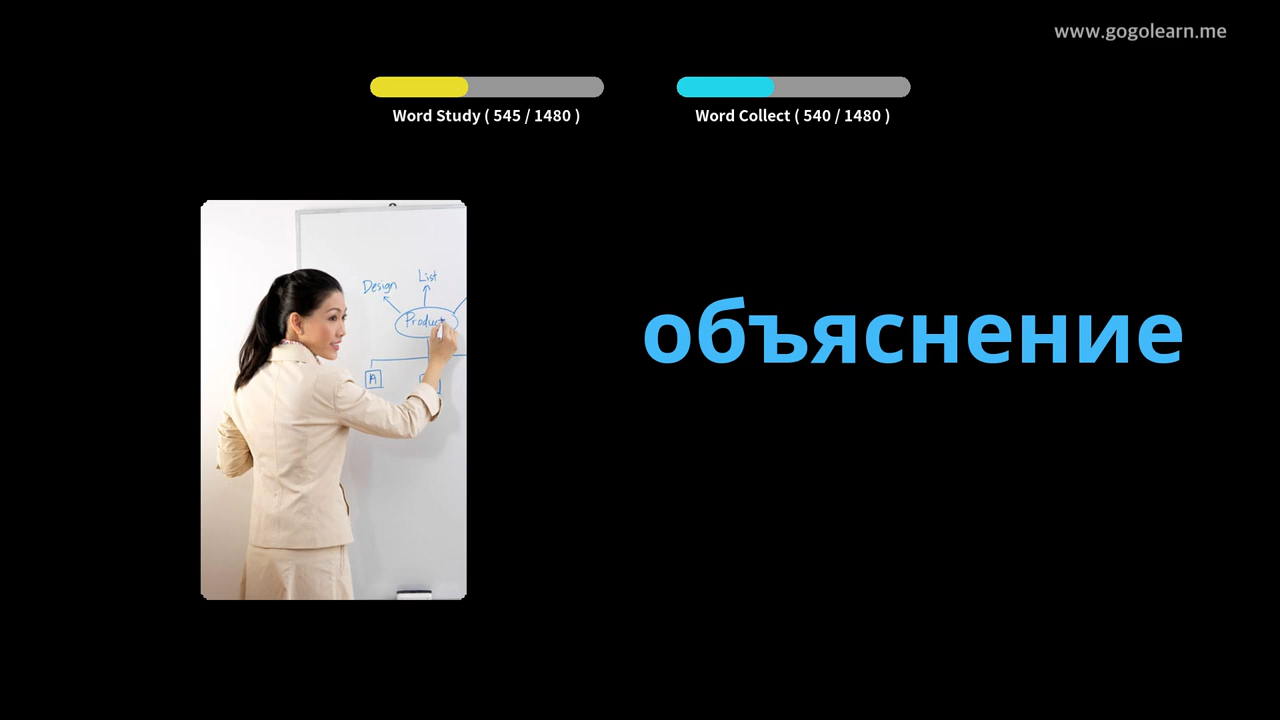 www.gogolearn.me
Word Study ( 545 / 1480 )
Word Collect ( 540 / 1480 )
Design
List
Product
A
объяснение